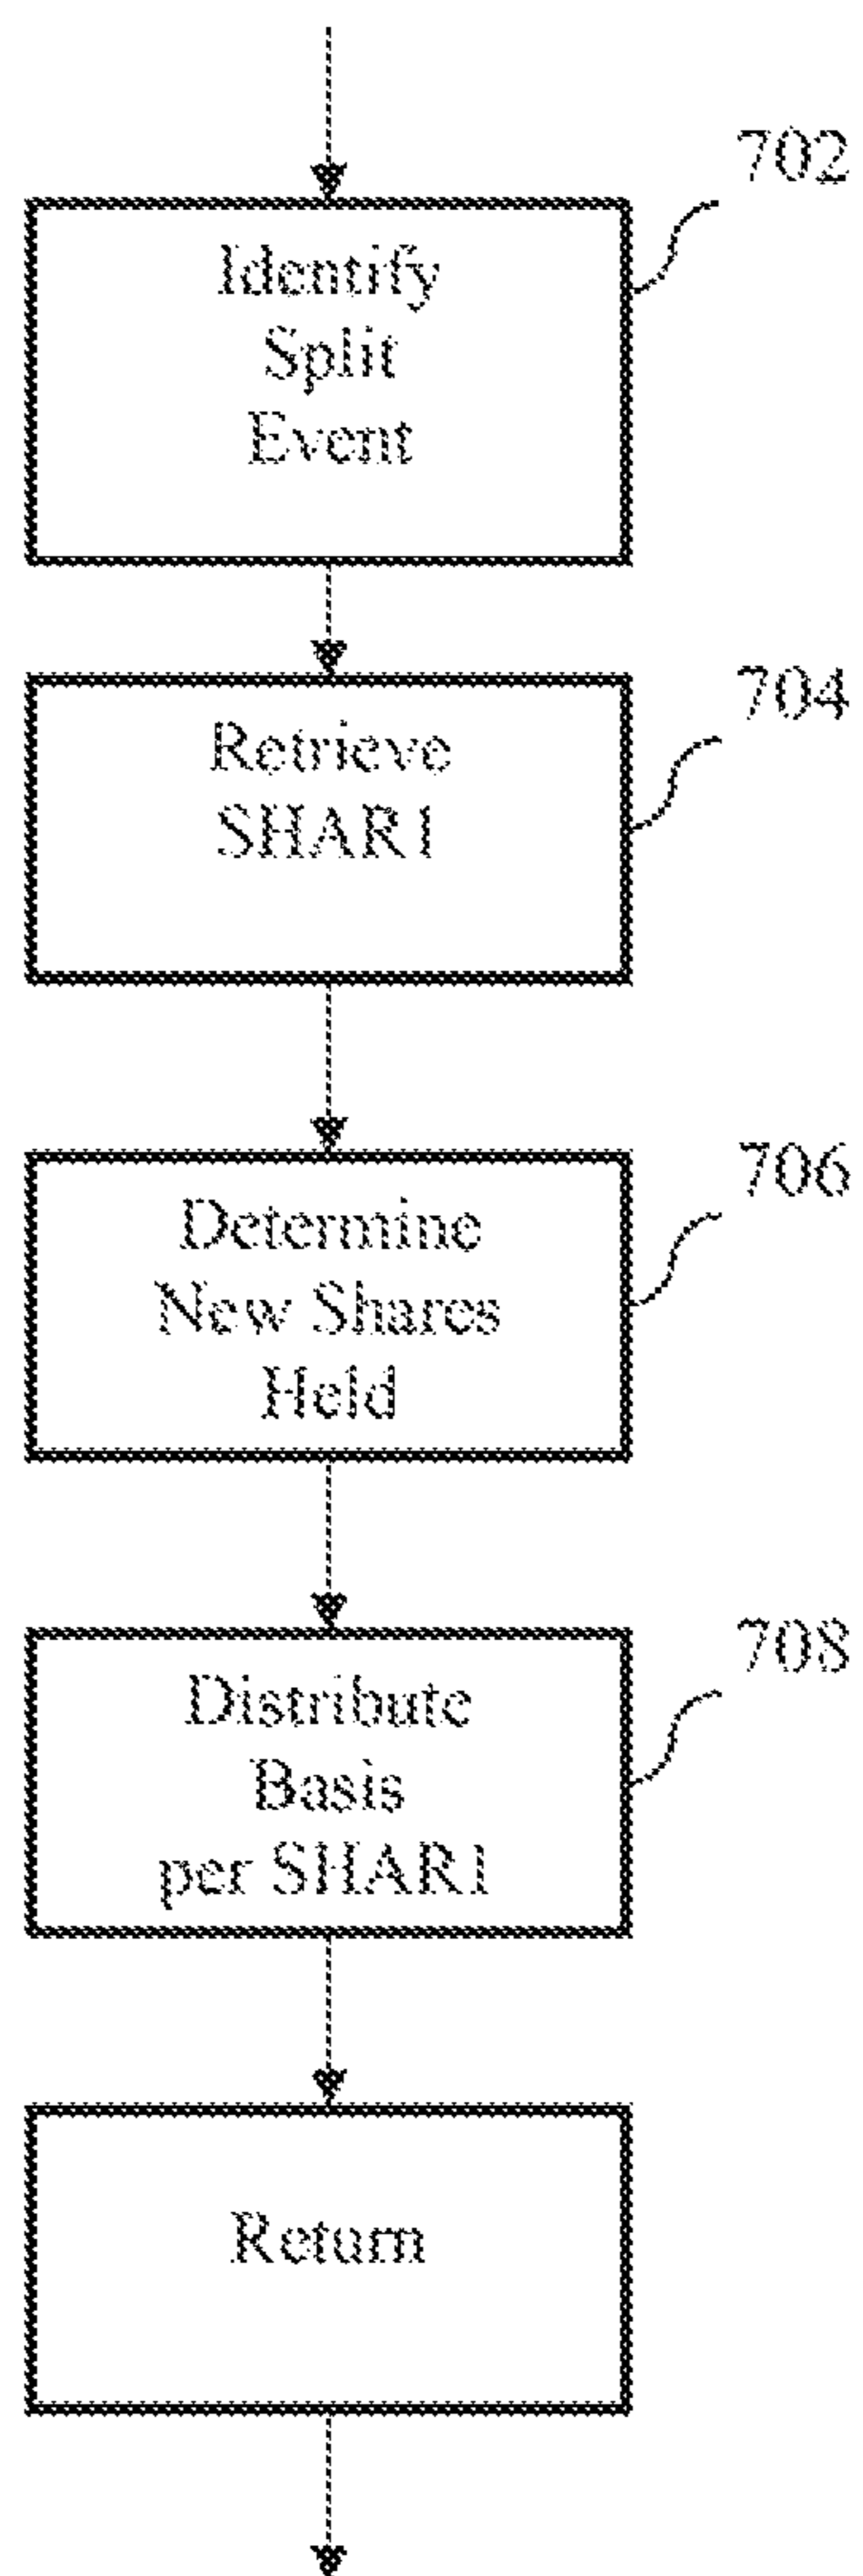 702
Identify
Split
Event
704
Retrieve
SHAR1
706
Determine
New Shares
Held
708
Distribute
Basis
per SHAR1
Return